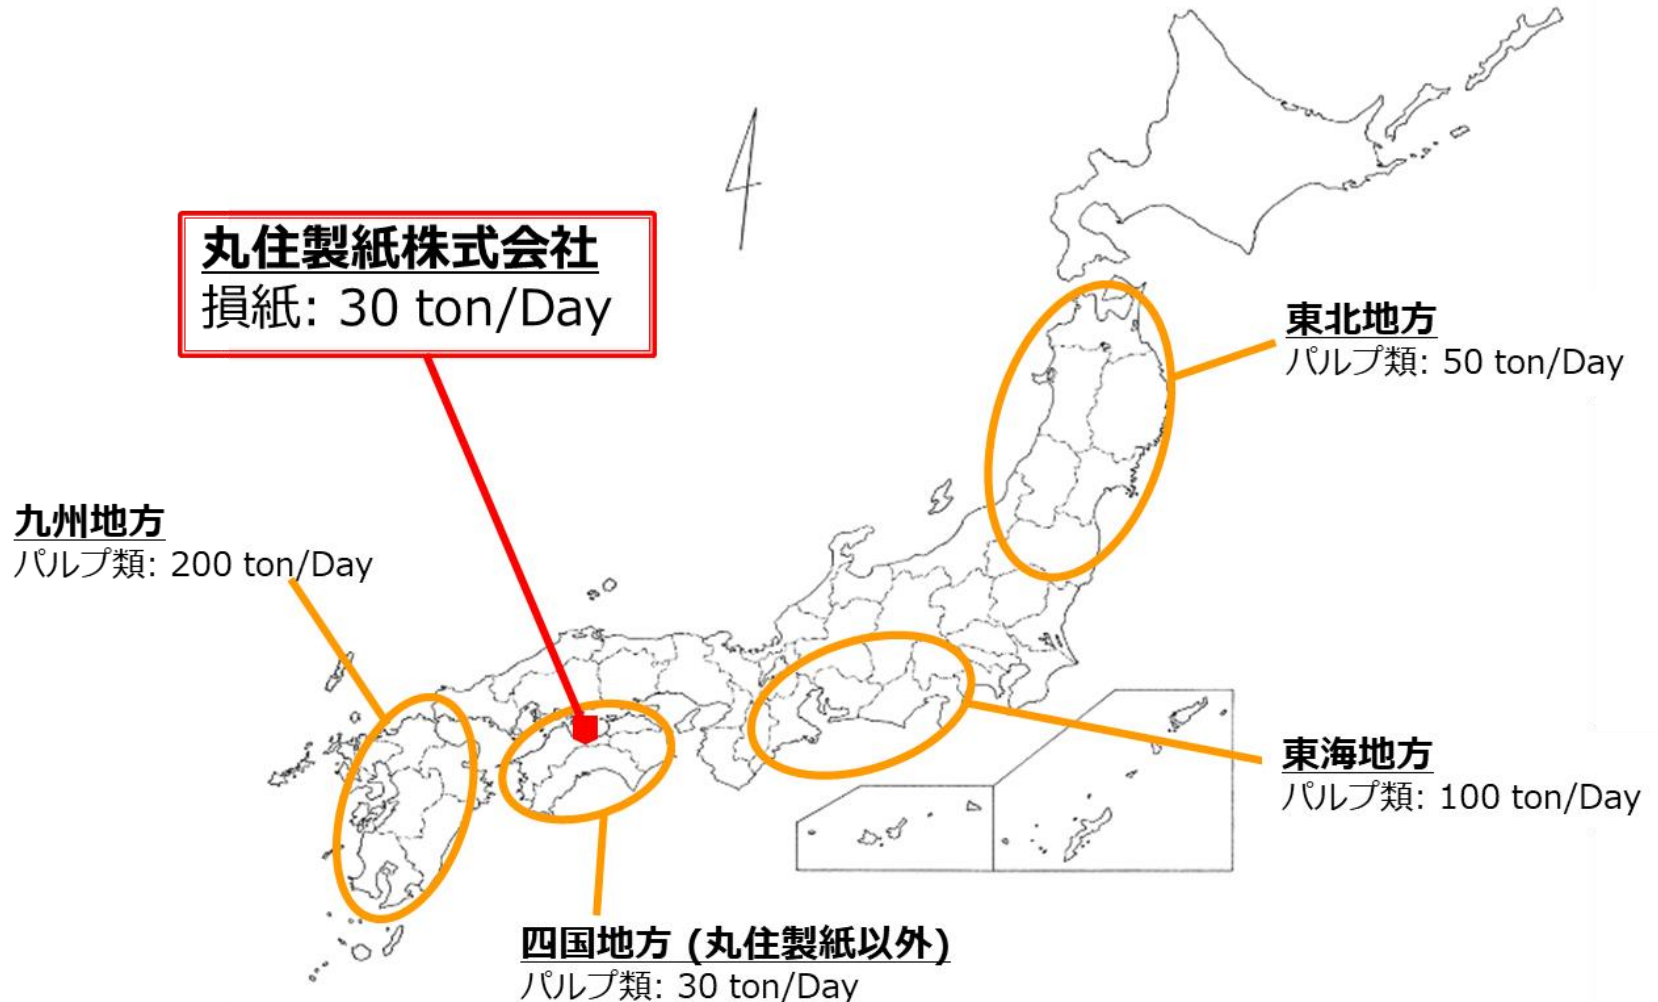 丸住製紙株式会社
損紙: 30 ton/Day
東北地方
パルプ類: 50 ton/Day
九州地方
パルプ類: 200 ton/Day
東海地方
パルプ類: 100 ton/Day
四国地方 (丸住製紙以外)
パルプ類: 30 ton/Day